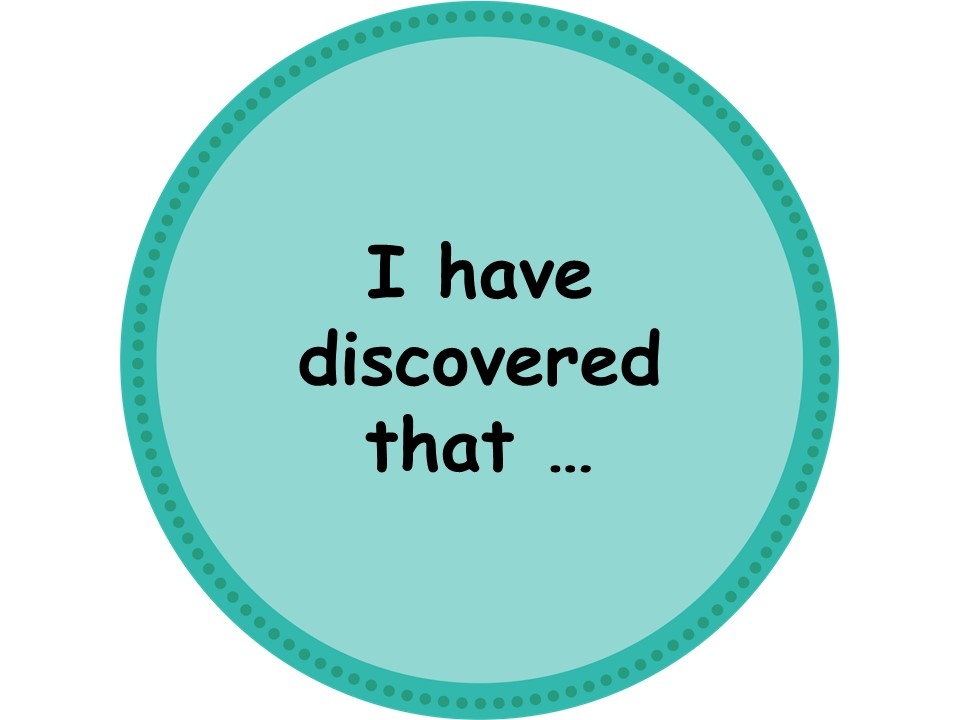 I have
discovered
that …